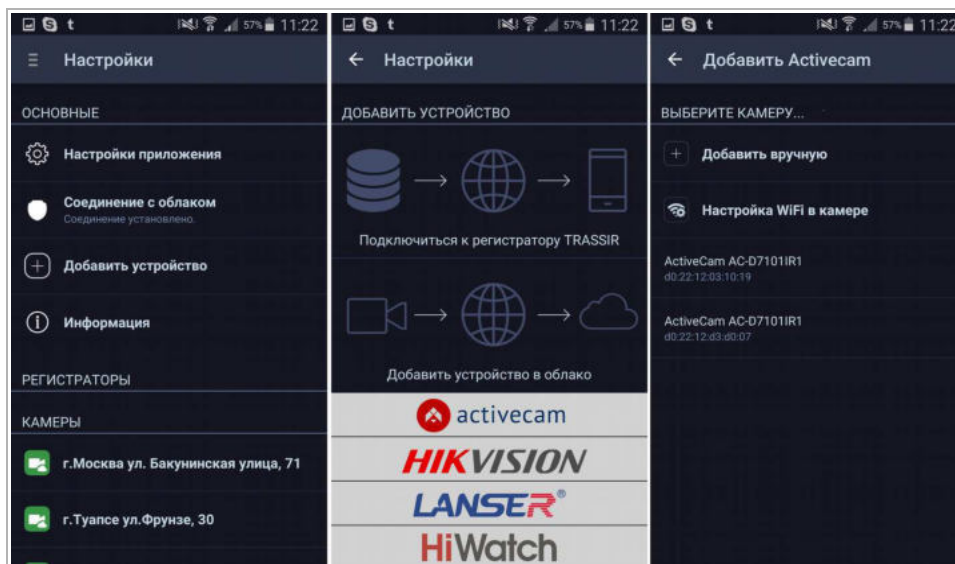 t 57% 11:22
Настройки
ОСНОВНЫЕ
Настройки приложения
Соединение с облаком
Соединение установлено.
Добавить устройство
Информация
РЕГИСТРАТОРЫ
КАМЕРЫ
г.Москва ул. Бакунинская улица, 71
г.Туапсе ул.Фрунзе, 30
t 57% 11:22
Настройки
ДОБАВИТЬ УСТРОЙСТВО
Подключиться к регистратору TRASSIR
Добавить устройство в облако
activecam
HIKVISION
LANSER®
HiWatch
t 57% 11:22
Добавить Activecam
ВЫБЕРИТЕ КАМЕРУ...
Добавить вручную
Настройка WiFi в камере
ActiveCam AC-D7101IR1
d0:22:12:03:10:19
ActiveCam AC-D7101IR1
d0:22:12:d3:d0:07